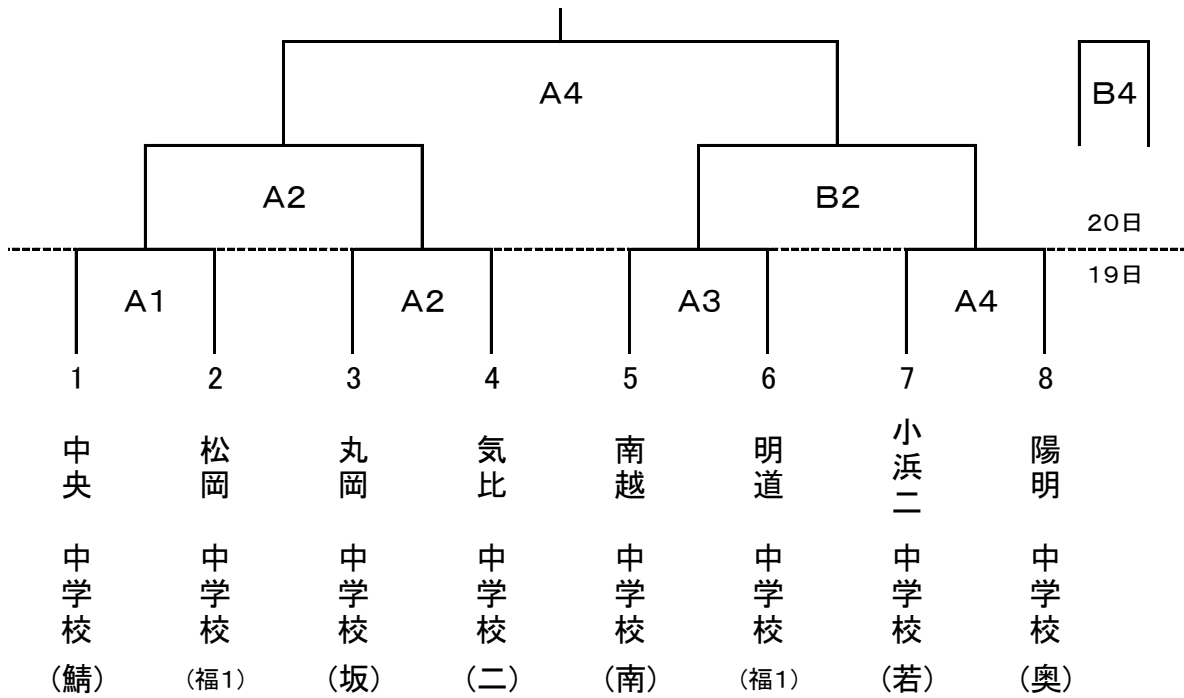 A4
B4
A2
B2
20日
19日
A1
A2
A3
A4
1 2 3 4 5 6 7 8
中央 中学校 (鯖)
松岡 中学校 (福1)
丸岡 中学校 (坂)
気比 中学校 (二)
南越 中学校 (南)
明道 中学校 (福1)
小浜二 中学校 (若)
陽明 中学校 (奥)